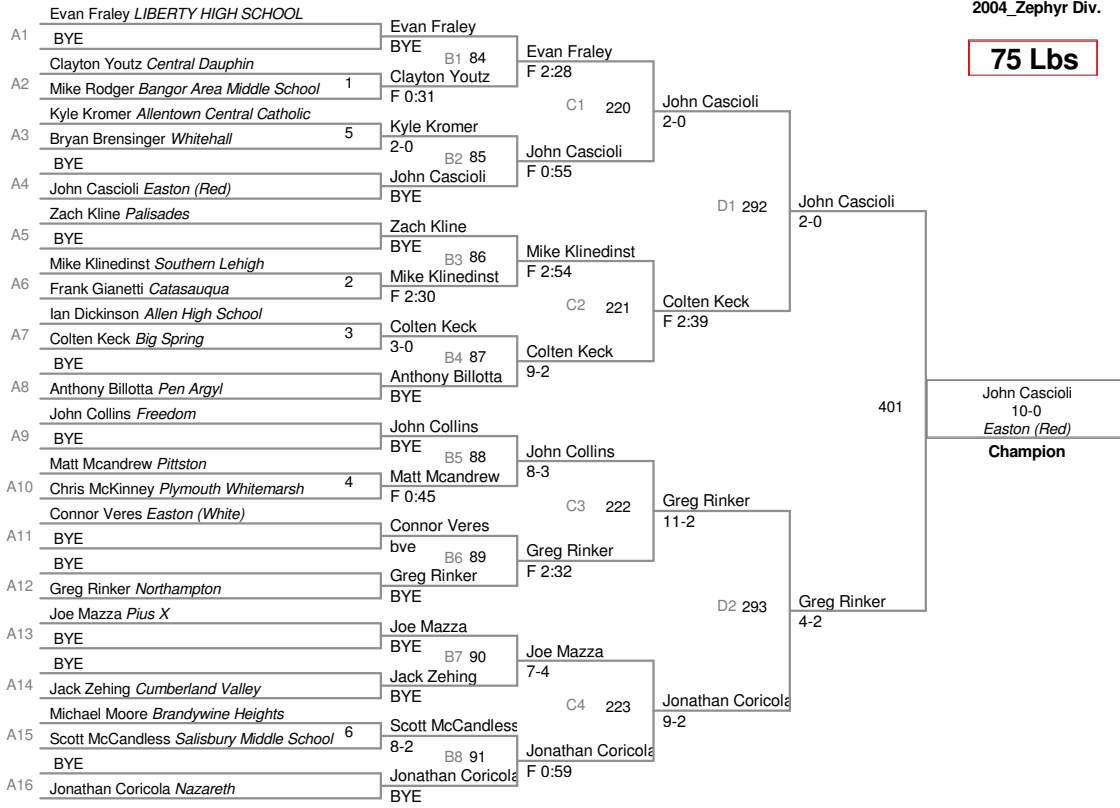 2004_Zephyr Div.
75 Lbs
A1
Evan Fraley LIBERTY HIGH SCHOOL
BYE
A2
Clayton Youtz Central Dauphin
Mike Rodger Bangor Area Middle School 1
A3
Kyle Kromer Allentown Central Catholic
Bryan Brensinger Whitehall 5
A4
BYE
John Cascioli Easton (Red)
A5
Zach Kline Palisades
BYE
A6
Mike Klinedinst Southern Lehigh
Frank Gianetti Catasauqua 2
A7
Ian Dickinson Allen High School
Colten Keck Big Spring 3
A8
BYE
Anthony Billotta Pen Argyl
A9
John Collins Freedom
BYE
A10
Matt Mcandrew Pittston
Chris McKinney Plymouth Whitemarsh 4
A11
Connor Veres Easton (White)
BYE
A12
BYE
Greg Rinker Northampton
A13
Joe Mazza Pius X
BYE
A14
BYE
Jack Zehing Cumberland Valley
A15
Michael Moore Brandywine Heights
Scott McCandless Salisbury Middle School 6
A16
BYE
Jonathan Coricola Nazareth
Evan Fraley
BYE
B1 84
Clayton Youtz
F 0:31
Kyle Kromer
2-0
B2 85
John Cascioli
BYE
Zach Kline
BYE
B3 86
Mike Klinedinst
F 2:30
Colten Keck
3-0
B4 87
Anthony Billotta
BYE
John Collins
BYE
B5 88
Matt Mcandrew
F 0:45
Connor Veres
bve
B6 89
Greg Rinker
BYE
Joe Mazza
BYE
B7 90
Jack Zehing
BYE
Scott McCandless
8-2
B8 91
Jonathan Coricola
BYE
Evan Fraley
F 2:28
C1 220
John Cascioli
F 0:55
Mike Klinedinst
F 2:54
C2 221
Colten Keck
9-2
John Collins
8-3
C3 222
Greg Rinker
F 2:32
Joe Mazza
7-4
C4 223
Jonathan Coricola
F 0:59
John Cascioli
2-0
D1 292
Colten Keck
F 2:39
Greg Rinker
11-2
D2 293
Jonathan Coricola
9-2
John Cascioli
2-0
401
Greg Rinker
4-2
John Cascioli
10-0
Easton (Red)
Champion